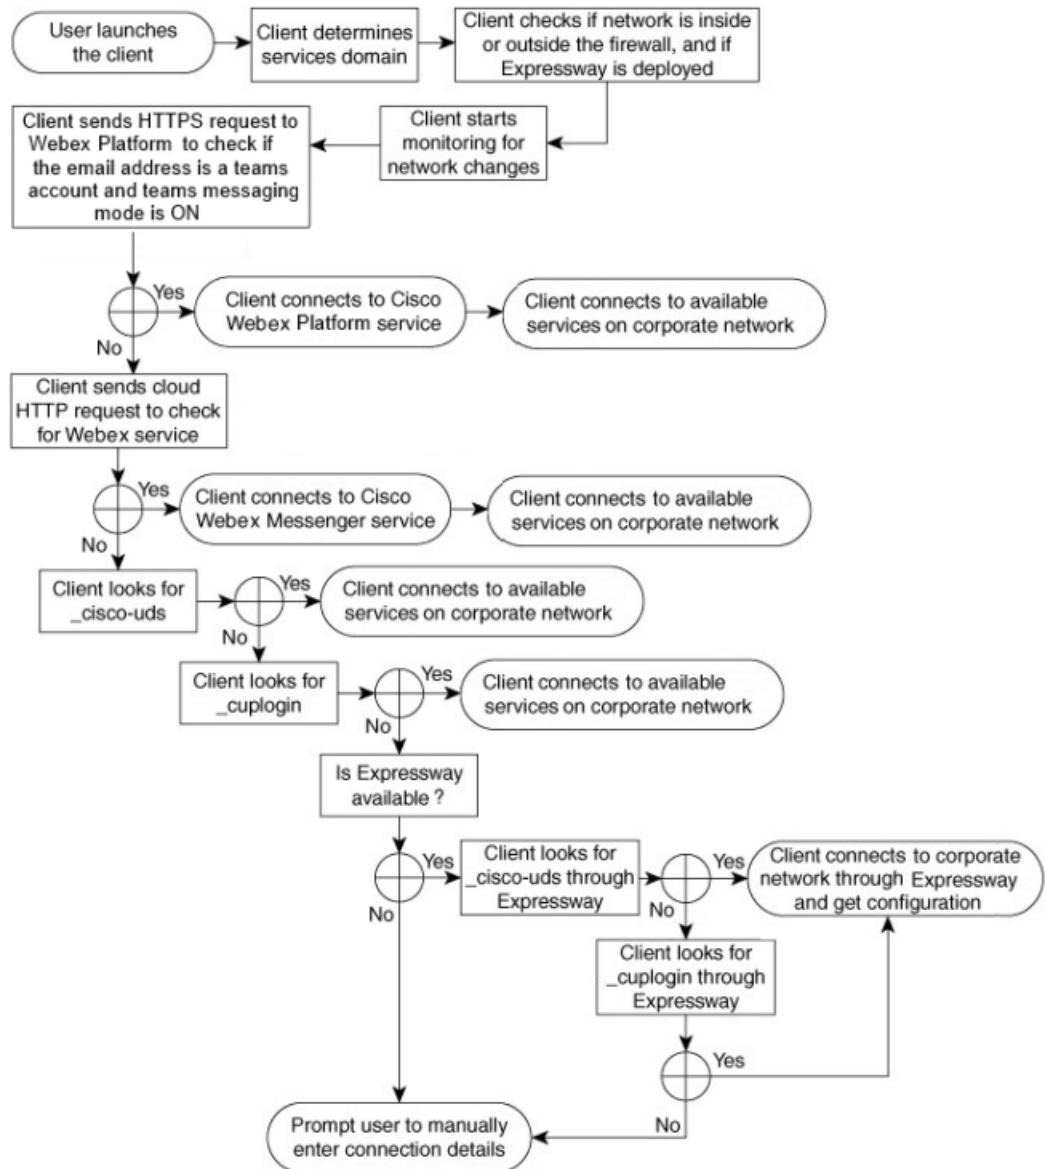 User launches
the client
Client determines
services domain
Client checks if network is inside
or outside the firewall, and if
Expressway is deployed
Client sends HTTPS request to
Webex Platform to check if
the email address is a teams
account and teams messaging
mode is ON
Client starts
monitoring for
network changes
Yes
Client connects to Cisco
Webex Platform service
Client connects to available
services on corporate network
No
Client sends cloud
HTTP request to check
for Webex service
Yes
Client connects to Cisco
Webex Messenger service
Client connects to available
services on corporate network
No
Client looks for
_cisco-uds
Yes
Client connects to available
services on corporate network
No
Client looks for
_cuplogin
Yes
Client connects to available
services on corporate network
No
Is Expressway
available ?
Yes
Client looks for
_cisco-uds through
Expressway
Yes
Client connects to corporate
network through Expressway
and get configuration
No
No
Client looks for
_cuplogin through
Expressway
Yes
No
Prompt user to manually
enter connection details